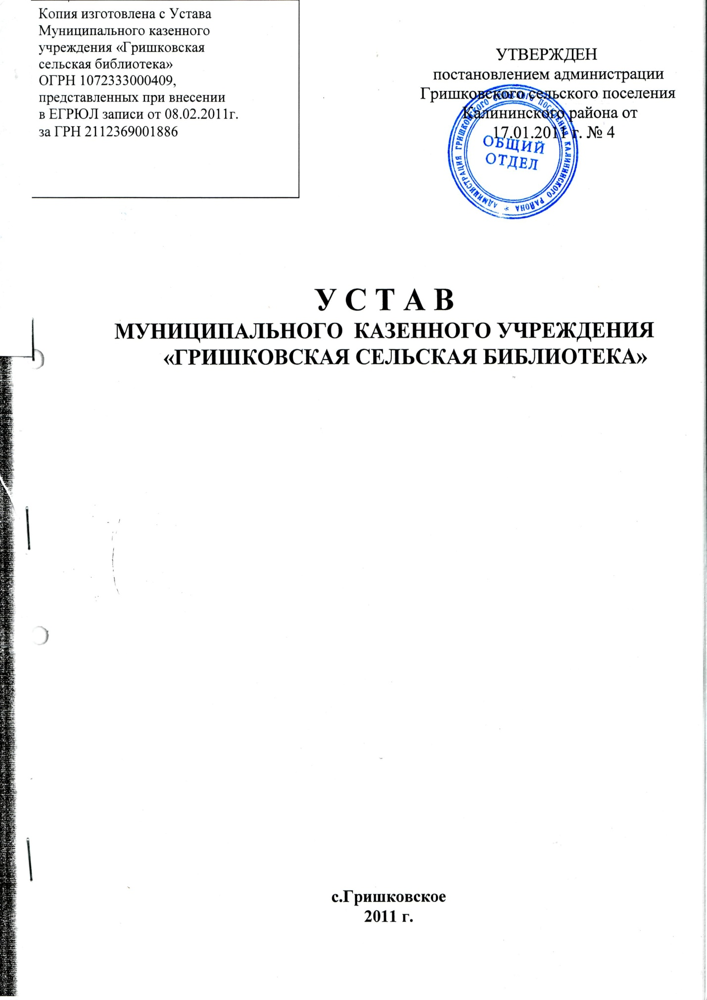 Копия изготовлена с Устава
Муниципального казенного
учреждения «Гришковская
сельская библиотека»
ОГРН 1072333000409,
представленных при внесении
в ЕГРЮЛ записи от 08.02.2011г.
за ГРН 2112369001886
УТВЕРЖДЕН
постановлением администрации
Гришковского сельского поселения
Калининского района от
17.01.2011 г. № 4
АДМИНИСТРАЦИЯ ГРИШКОВСКОГО СЕЛЬСКОГО ПОСЕЛЕНИЯ КАЛИНИНСКОГО РАЙОНА *
ОБЩИЙ
ОТДЕЛ
У С Т А В
МУНИЦИПАЛЬНОГО КАЗЕННОГО УЧРЕЖДЕНИЯ
«ГРИШКОВСКАЯ СЕЛЬСКАЯ БИБЛИОТЕКА»
с.Гришковское
2011 г.